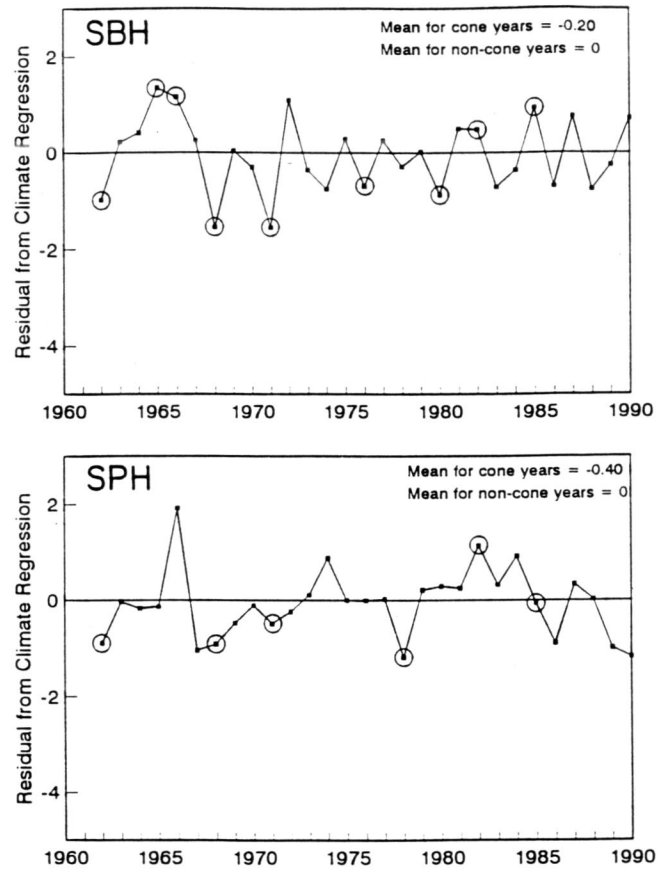 SBH
Mean for cone years = -0.20
Mean for non-cone years = 0
Residual from Climate Regression
2
0
-2
-4
1960 1965 1970 1975 1980 1985 1990
SPH
Mean for cone years = -0.40
Mean for non-cone years = 0
Residual from Climate Regression
2
0
-2
-4
1960 1965 1970 1975 1980 1985 1990